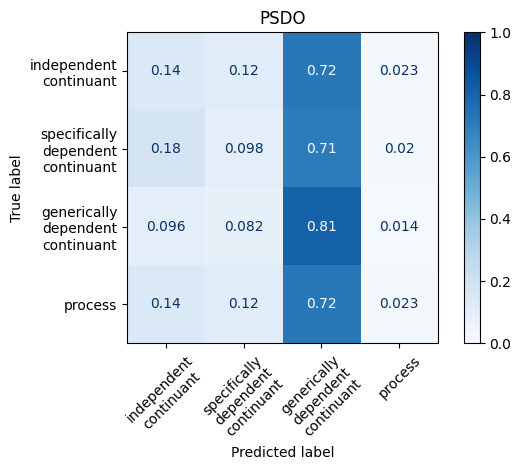 PSDO
True label
independent
continuant
0.14 0.12 0.72 0.023
specifically
dependent
continuant
0.18 0.098 0.71 0.02
generically
dependent
continuant
0.096 0.082 0.81 0.014
process
0.14 0.12 0.72 0.023
independent
continuant
specifically
dependent
continuant
generically
dependent
continuant
process
Predicted label
1.0
0.8
0.6
0.4
0.2
0.0